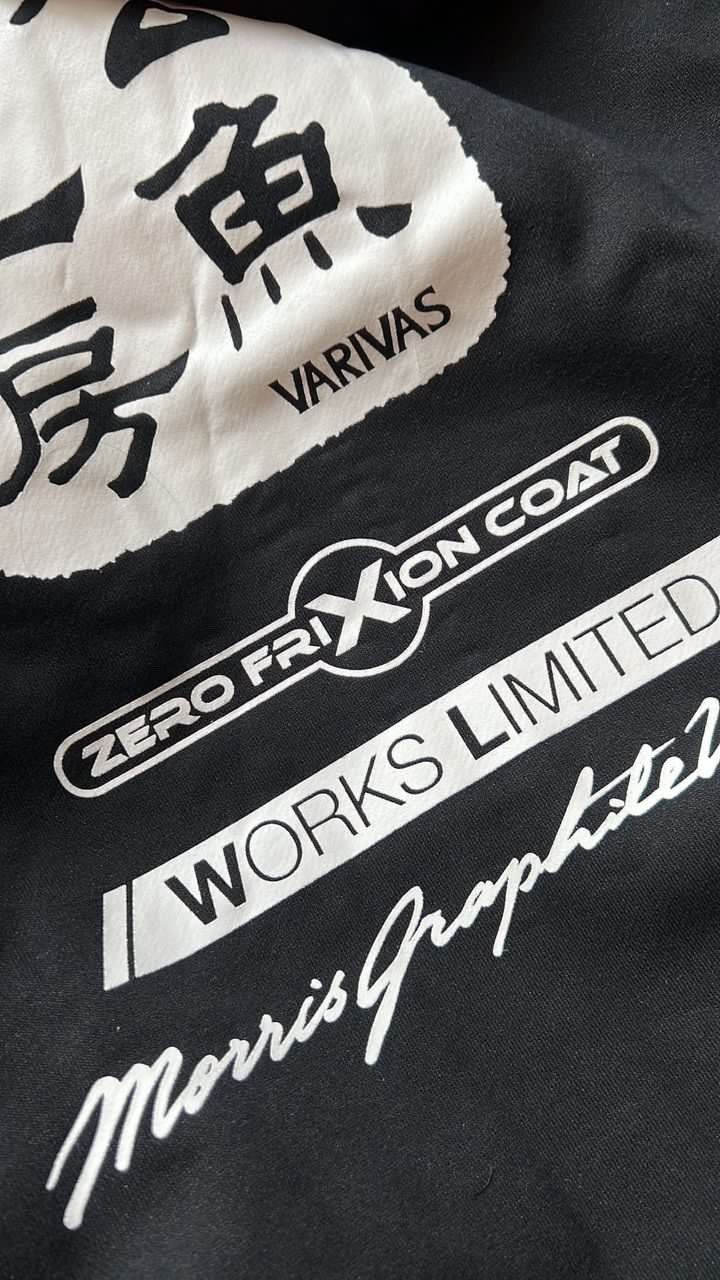 魚
房
VARIVAS
ZERO FRIXION COAT
WORKS LIMITED
Morris Graphite